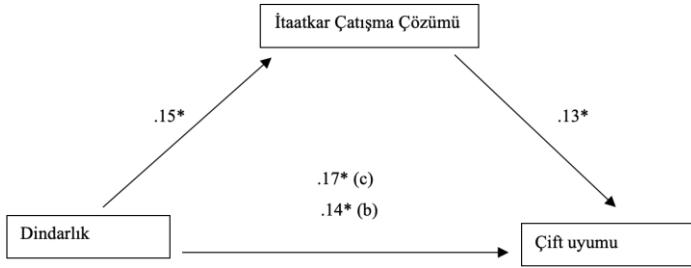 İtaatkar Çatışma Çözümü
.15*
.13*
.17* (c)
.14* (b)
Dindarlık
Çift uyumu